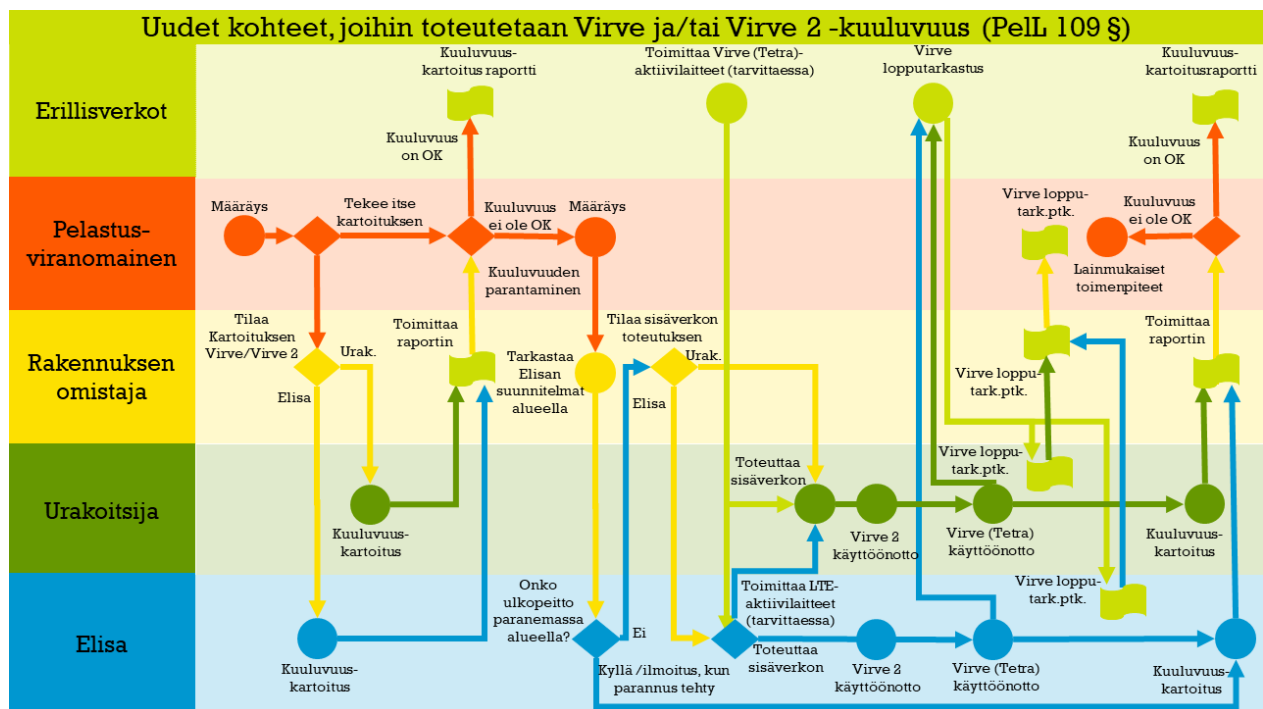 Uudet kohteet, joihin toteutetaan Virve ja/tai Virve 2 -kuuluvuus (PelL 109 §)
Erillisverkot
Kuuluvuus-
kartoitus raportti
Toimittaa Virve (Tetra)-
aktiivilaitteet (tarvittaessa)
Virve
lopputarkastus
Kuuluvuus-
kartoitusraportti
Kuuluvuus
on OK
Kuuluvuus
on OK
Pelastus-
viranomainen
Määräys
Tekee itse
kartoituksen
Kuuluvuus
ei ole OK
Määräys
Kuuluvuuden
parantaminen
Virve loppu-
tark.ptk.
Kuuluvuus
ei ole OK
Lainmukaiset
toimenpiteet
Rakennuksen
omistaja
Tilaa
Kartoituksen
Virve/Virve 2
Urak.
Elisa
Toimittaa
raportin
Tarkastaa
Elisan
suunnitelmat
alueella
Tilaa sisäverkon
toteutuksen
Urak.
Elisa
Virve loppu-
tark.ptk.
Toimittaa
raportin
Urakoitsija
Kuuluvuus-
kartoitus
Toteuttaa
sisäverkon
Virve 2
käyttöönotto
Virve loppu-
tark.ptk.
Virve (Tetra)
käyttöönotto
Kuuluvuus-
kartoitus
Elisa
Kuuluvuus-
kartoitus
Onko
ulkopeitto
paranemassa
alueella?
Ei
Kyllä /ilmoitus, kun
parannus tehty
Toimittaa LTE-
aktiivilaitteet
(tarvittaessa)
Toteuttaa
sisäverkon
Virve 2
käyttöönotto
Virve (Tetra)
käyttöönotto
Virve loppu-
tark.ptk.
Kuuluvuus-
kartoitus